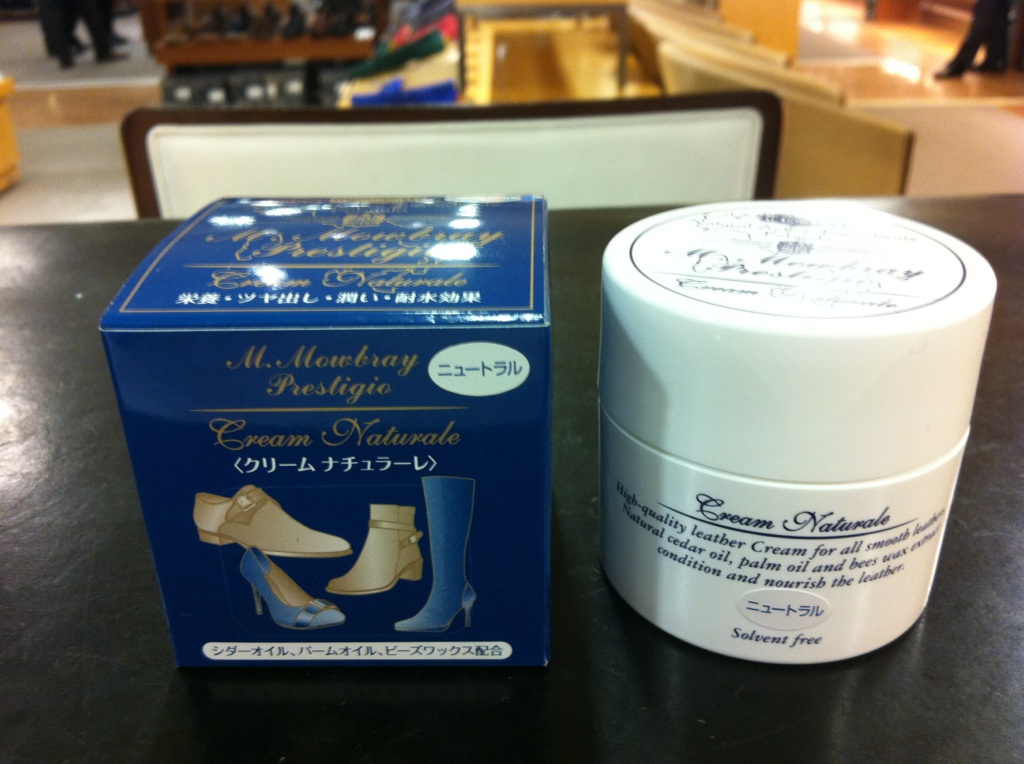 M. Mowbray
Prestigio
Cream Naturale
栄養・ツヤ出し・潤い・耐水効果
M. Mowbray
Prestigio
ニュートラル
Cream Naturale
〈クリーム ナチュラーレ〉
シダーオイル、パームオイル、ビーズワックス配合
M. Mowbray
Prestigio
Cream Naturale
Cream Naturale
High-quality leather Cream for all smooth leathers
Natural cedar oil, palm oil and bees wax
condition and nourish the leather.
ニュートラル
Solvent free